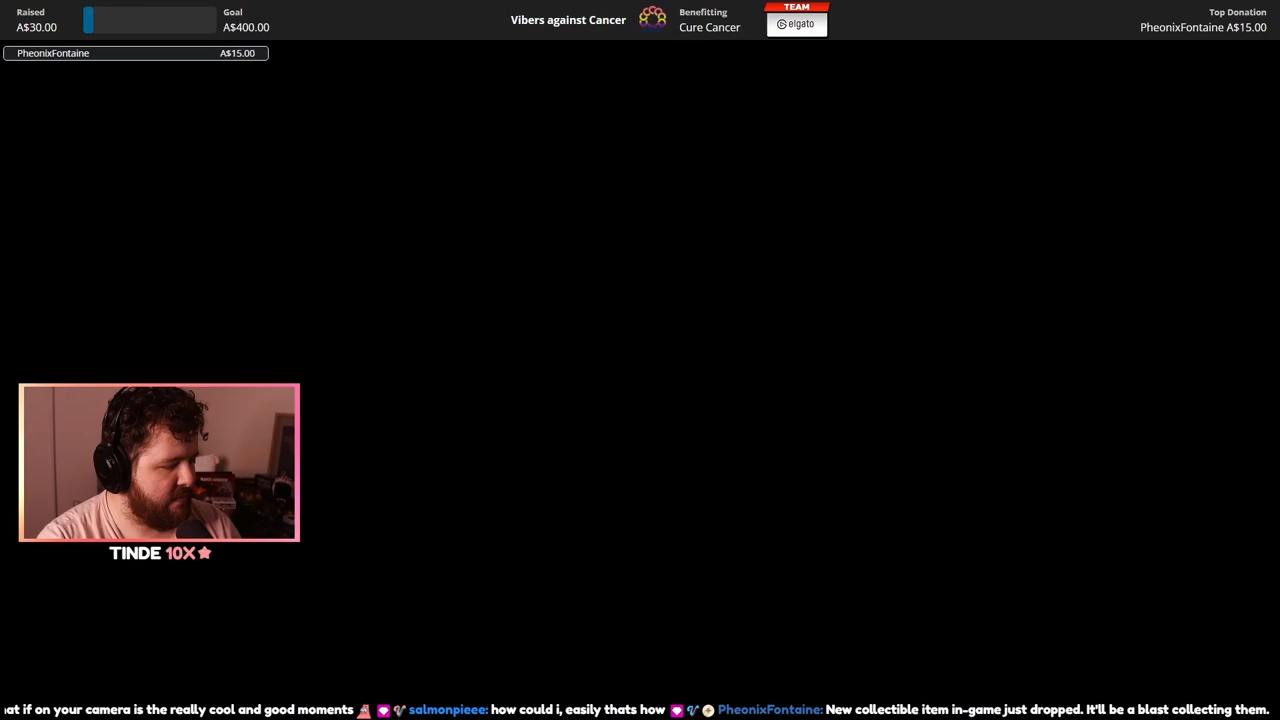 Raised
A$30.00
Goal
A$400.00
Vibers against Cancer
Benefitting
Cure Cancer
TEAM
elgato
Top Donation
PheonixFontaine A$15.00
PheonixFontaine A$15.00
TINDE 10X
at if on your camera is the really cool and good moments salmonpieee: how could i, easily thats how PheonixFontaine: New collectible item in-game just dropped. It'll be a blast collecting them.